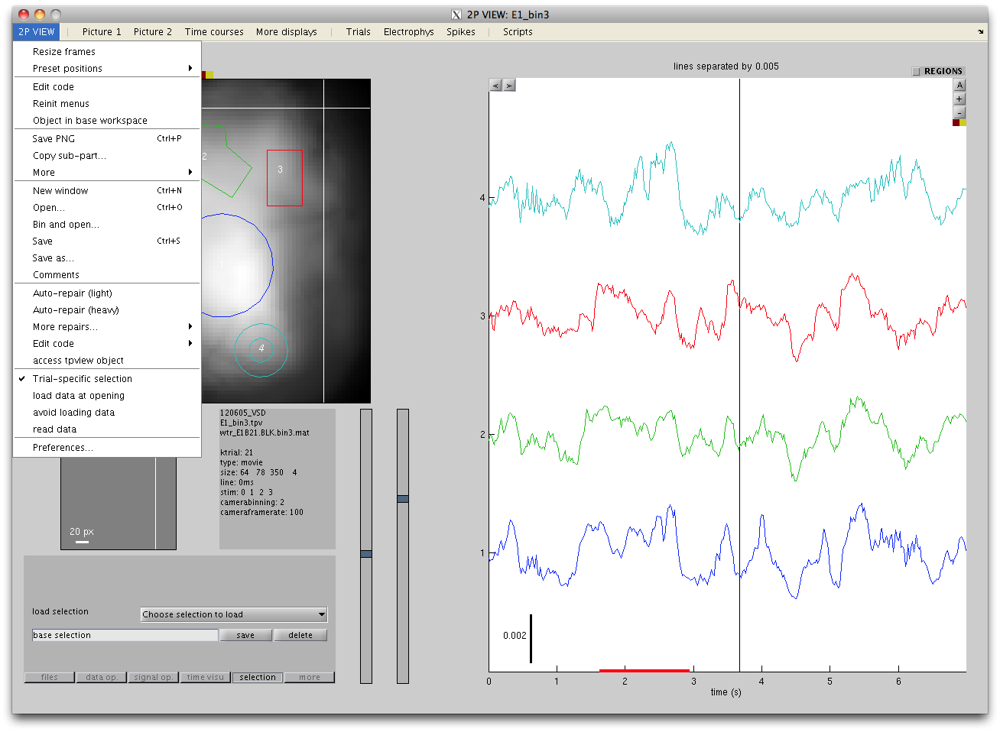 2P VIEW: E1_bin3
2P VIEW | Picture 1 Picture 2 Time courses More displays | Trials Electrophys Spikes | Scripts
Resize frames
Preset positions
Edit code
Reinit menus
Object in base workspace
Save PNG Ctrl+P
Copy sub-part...
More
New window Ctrl+N
Open... Ctrl+O
Bin and open...
Save Ctrl+S
Save as...
Comments
Auto-repair (light)
Auto-repair (heavy)
More repairs...
Edit code
access tpview object
Trial-specific selection
load data at opening
avoid loading data
read data
Preferences...
2
3
1
4
120605_VSD
E1_bin3.tpv
wtr_E1B21.BLK.bin3.mat
ktrial: 21
type: movie
size: 64 78 350 4
line: 0ms
stim: 0 1 2 3
camerabinning: 2
cameraframerate: 100
20 px
load selection Choose selection to load
base selection save delete
files data op. signal op. time visu selection more
lines separated by 0.005
REGIONS
< >
A
+
-
4
3
2
1
0.002
0 1 2 3 4 5 6
time (s)